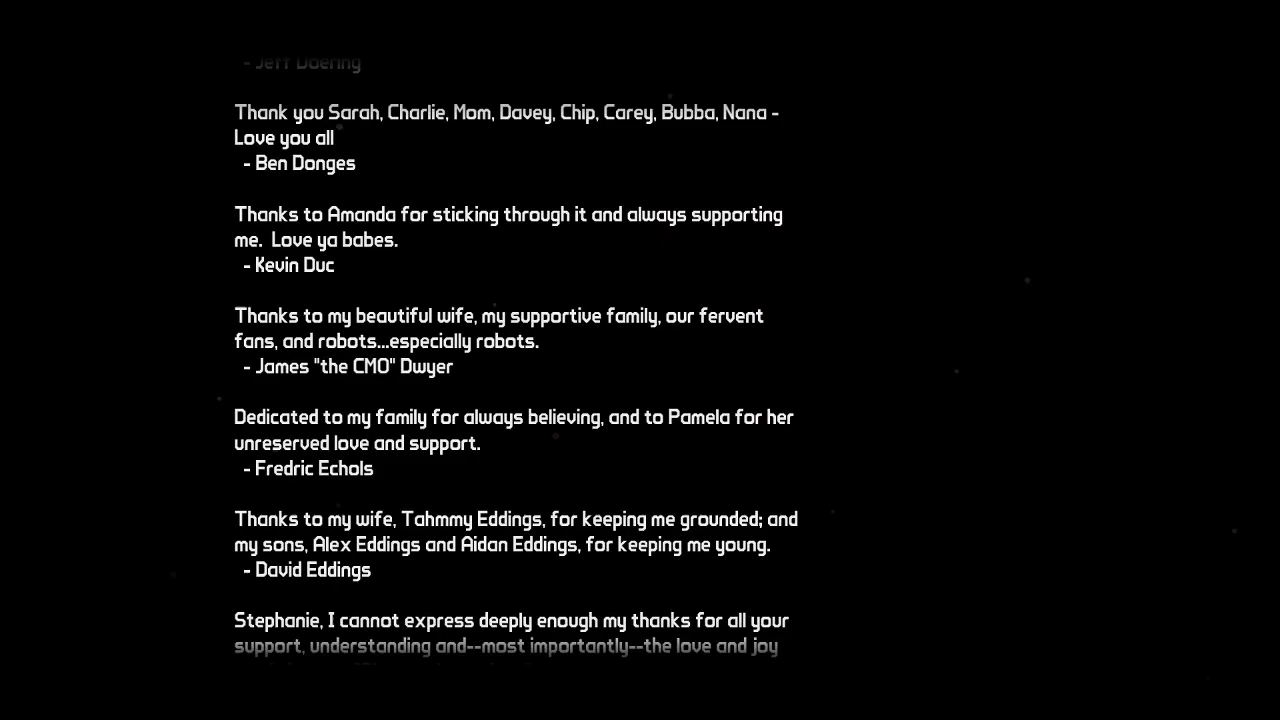 - Jeff Doering
Thank you Sarah, Charlie, Mom, Davey, Chip, Carey, Bubba, Nana -
Love you all
- Ben Donges
Thanks to Amanda for sticking through it and always supporting
me.  Love ya babes.
- Kevin Duc
Thanks to my beautiful wife, my supportive family, our fervent
fans, and robots...especially robots.
- James "the CMO" Dwyer
Dedicated to my family for always believing, and to Pamela for her
unreserved love and support.
- Fredric Echols
Thanks to my wife, Tahmmy Eddings, for keeping me grounded; and
my sons, Alex Eddings and Aidan Eddings, for keeping me young.
- David Eddings
Stephanie, I cannot express deeply enough my thanks for all your
support, understanding and--most importantly--the love and joy